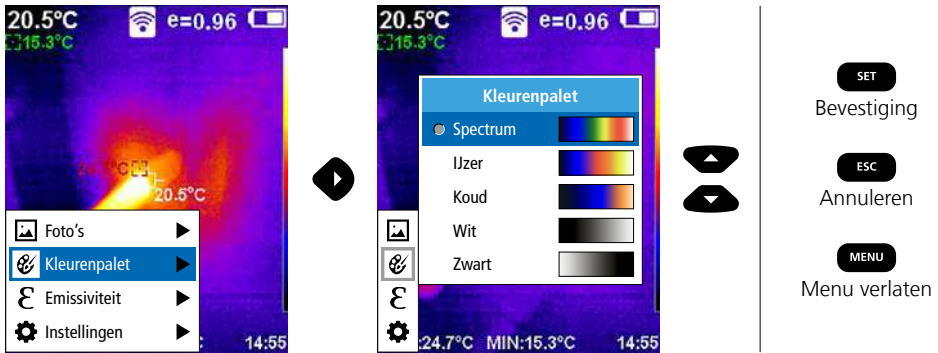 20.5°C e=0.96
15.3°C
20.5°C
Foto's
Kleurenpalet
Emissiviteit
Instellingen
14:55
20.5°C e=0.96
15.3°C
Kleurenpalet
Spectrum
IJzer
Koud
Wit
Zwart
ε
:24.7°C MIN:15.3°C 14:55
SET
Bevestiging
ESC
Annuleren
MENU
Menu verlaten